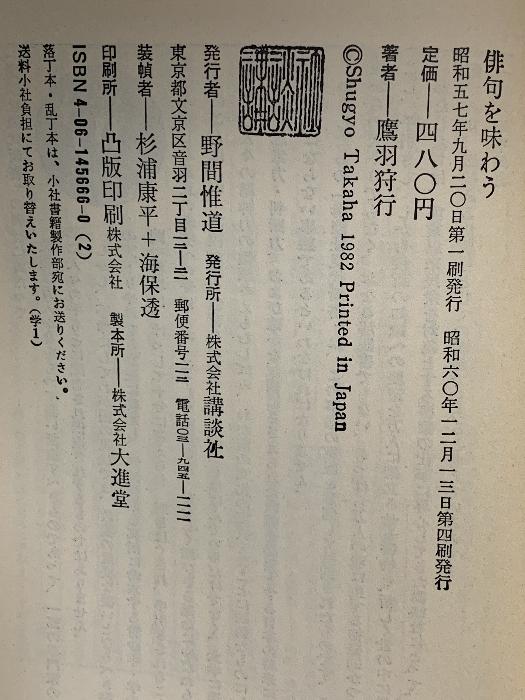 俳句を味わう
昭和五七年九月二〇日第一刷発行 昭和六〇年一二月一三日第四刷発行
定価――四八〇円
著者――鷹羽狩行
©Shugyo Takaha 1982 Printed in Japan
発行者――野間惟道 発行所――株式会社講談社
東京都文京区音羽二丁目一二―二一 郵便番号一一二 電話〇三―九四五―一一一一
装幀者――杉浦康平+海保透
印刷所――凸版印刷株式会社 製本所――株式会社大進堂
ISBN4-06-145666-0 (2)
落丁本・乱丁本は、小社書籍製作部宛にお送りください。
送料小社負担にてお取り替えいたします。(学1)